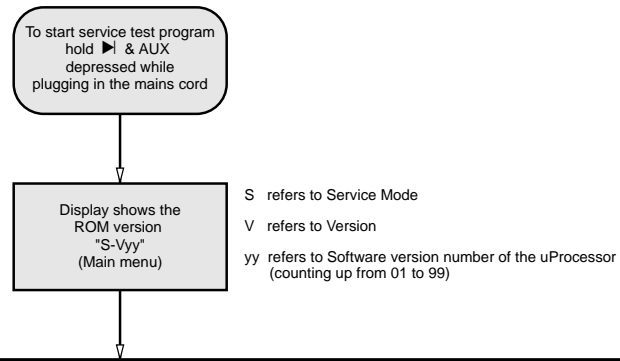 To start service test program
hold ▶| & AUX
depressed while
plugging in the mains cord
Display shows the
ROM version
"S-Vyy"
(Main menu)
S refers to Service Mode
V refers to Version
yy refers to Software version number of the uProcessor
(counting up from 01 to 99)